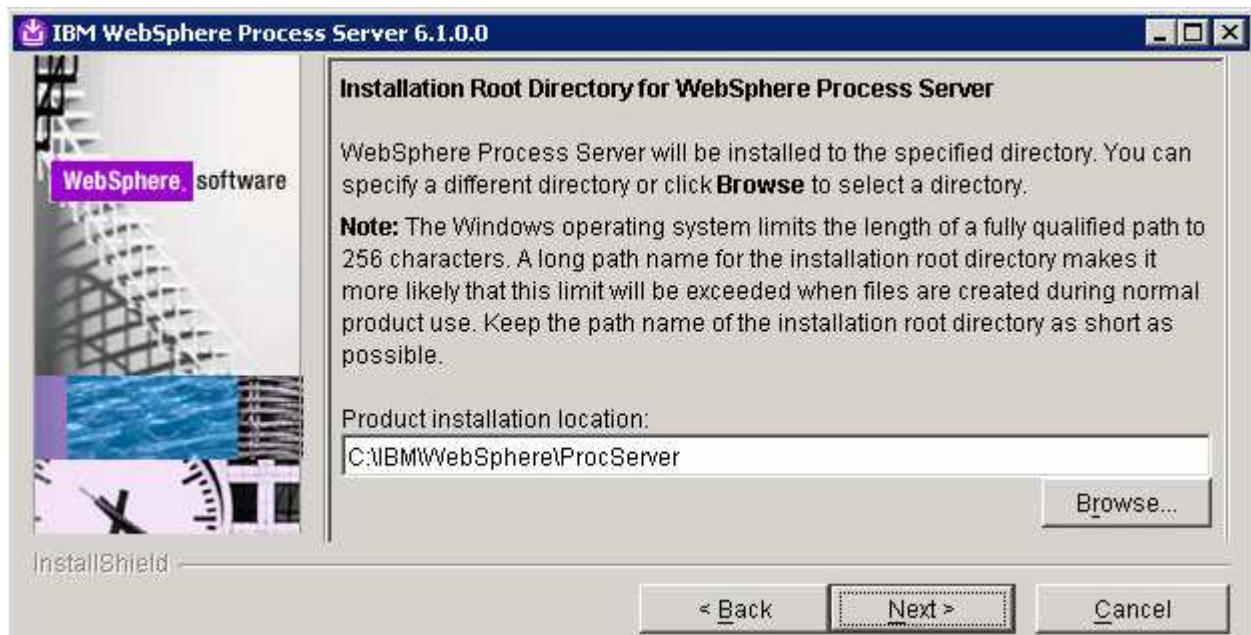 IBM WebSphere Process Server 6.1.0.0
Installation Root Directory for WebSphere Process Server
WebSphere Process Server will be installed to the specified directory. You can
specify a different directory or click Browse to select a directory.
WebSphere. software
Note: The Windows operating system limits the length of a fully qualified path to
256 characters. A long path name for the installation root directory makes it
more likely that this limit will be exceeded when files are created during normal
product use. Keep the path name of the installation root directory as short as
possible.
Product installation location:
C:\IBM\WebSphere\ProcServer
Browse...
InstallShield
< Back
Next >
Cancel